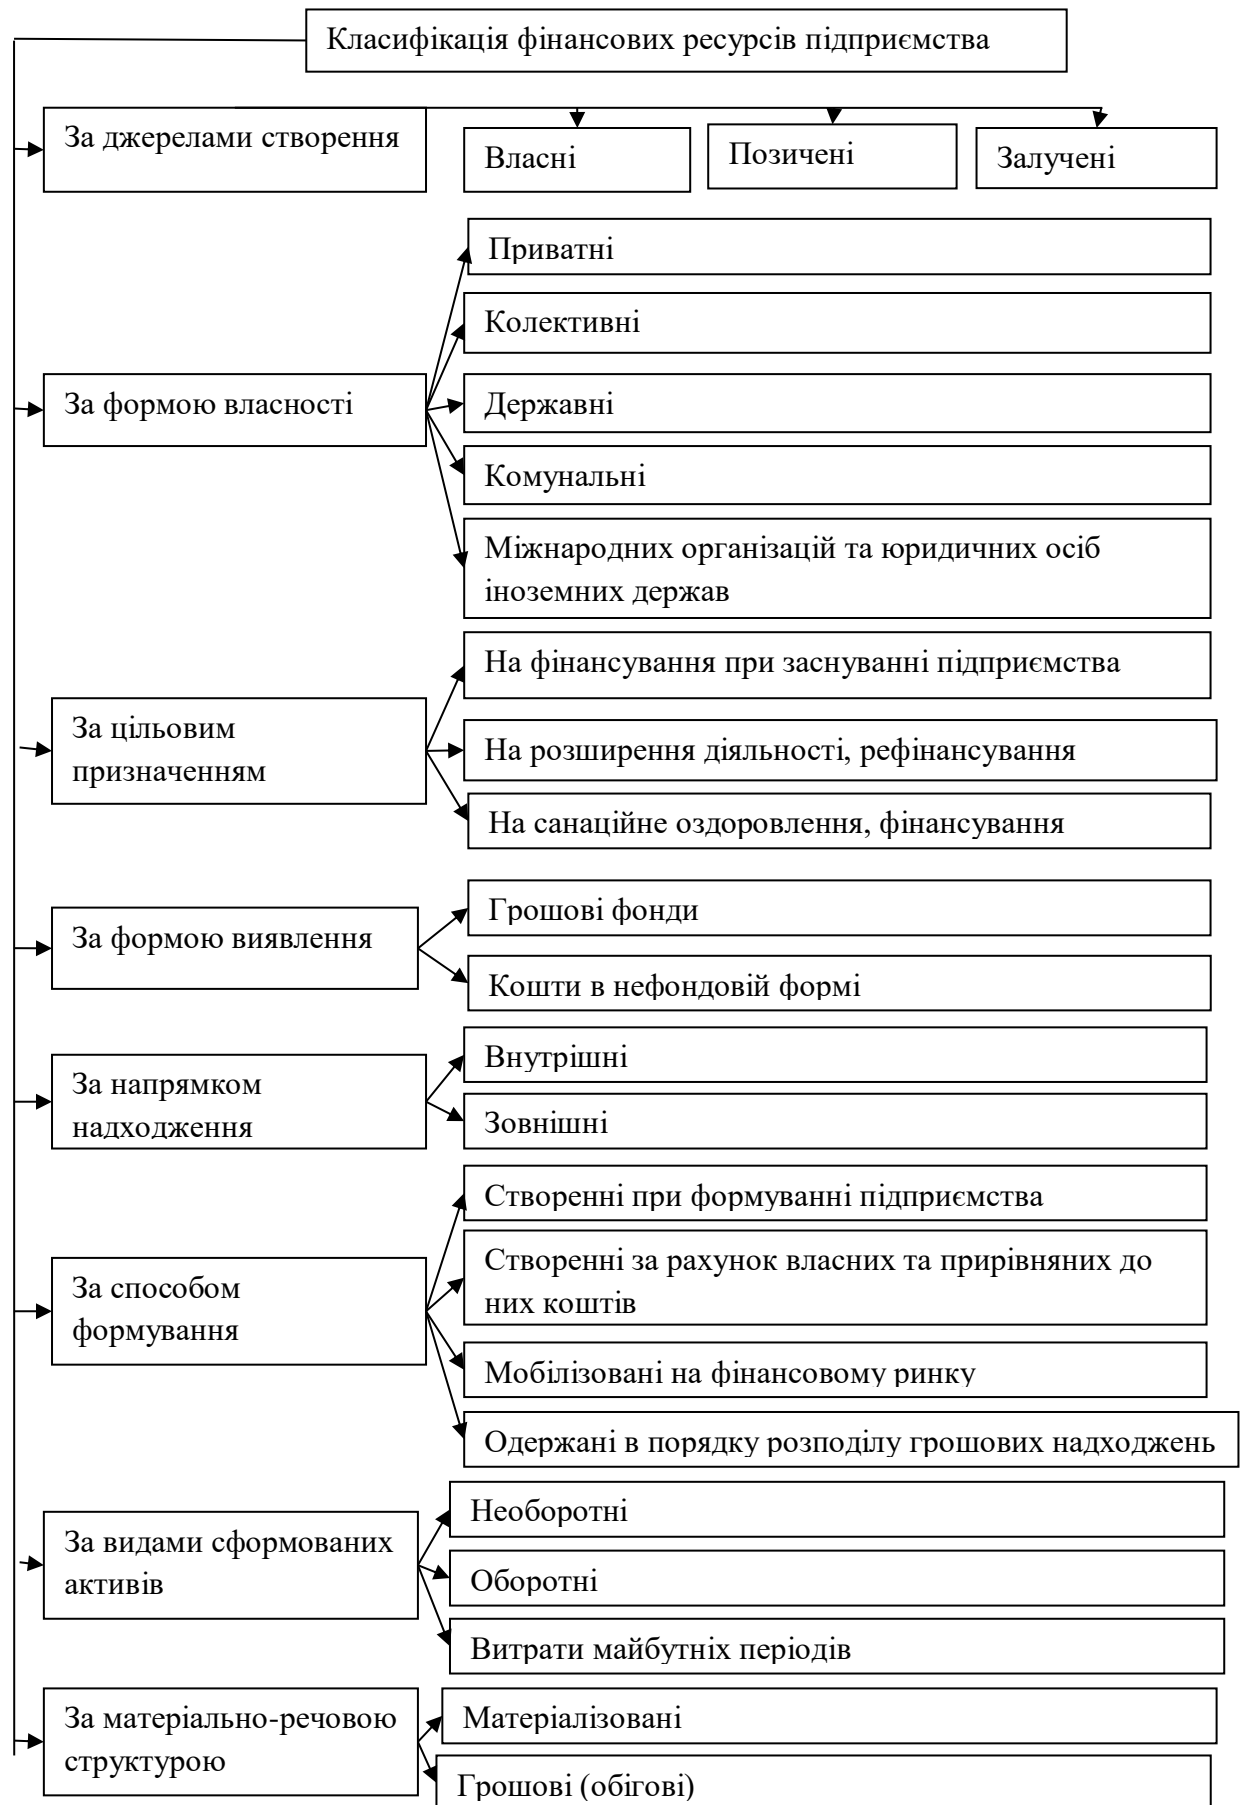 Класифікація фінансових ресурсів підприємства
За джерелами створення
Власні
Позичені
Залучені
За формою власності
Приватні
Колективні
Державні
Комунальні
Міжнародних організацій та юридичних осіб
іноземних держав
За цільовим
призначенням
На фінансування при заснуванні підприємства
На розширення діяльності, рефінансування
На санаційне оздоровлення, фінансування
За формою виявлення
Грошові фонди
Кошти в нефондовій формі
За напрямком
надходження
Внутрішні
Зовнішні
За способом
формування
Створенні при формуванні підприємства
Створенні за рахунок власних та прирівняних до
них коштів
Мобілізовані на фінансовому ринку
Одержані в порядку розподілу грошових надходжень
За видами сформованих
активів
Необоротні
Оборотні
Витрати майбутніх періодів
За матеріально-речовою
структурою
Матеріалізовані
Грошові (обігові)